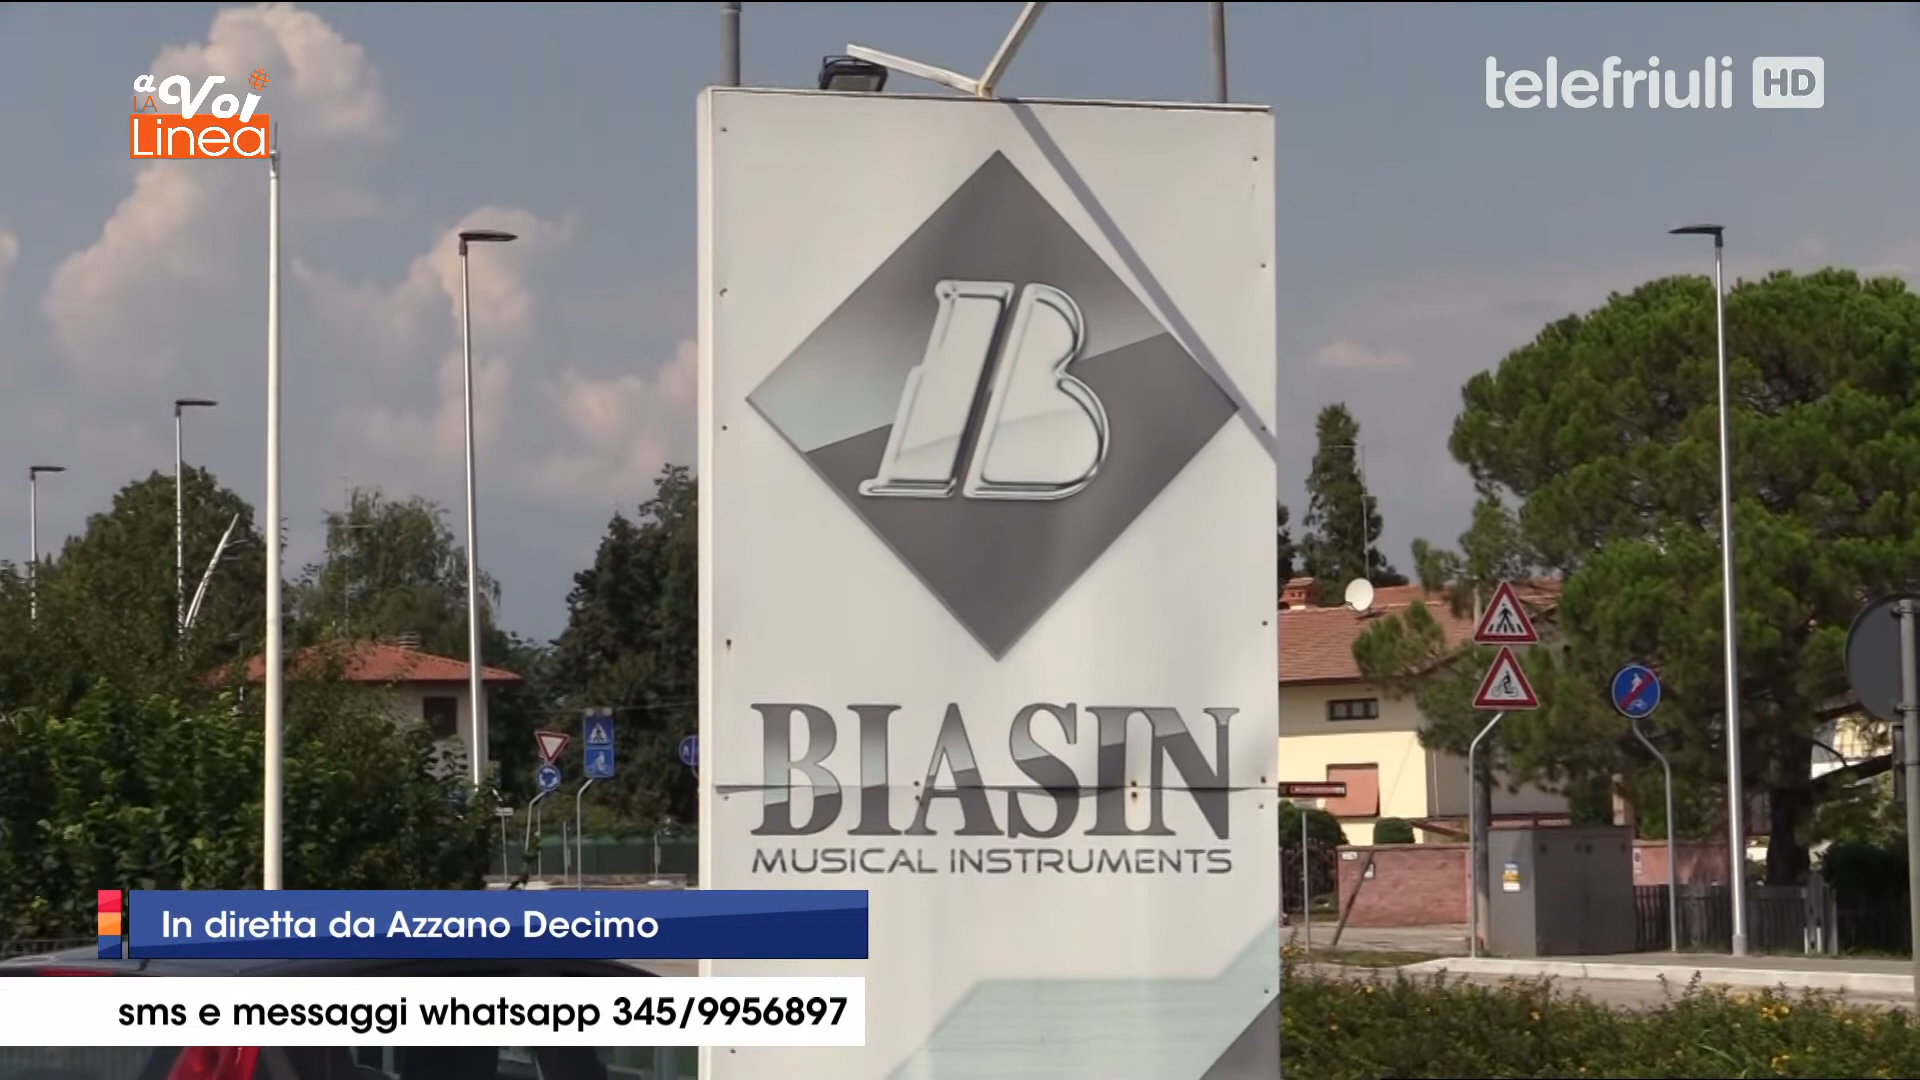 a Voi
LA
Linea
telefriuli HD
B
BIASIN
MUSICAL INSTRUMENTS
In diretta da Azzano Decimo
sms e messaggi whatsapp 345/9956897